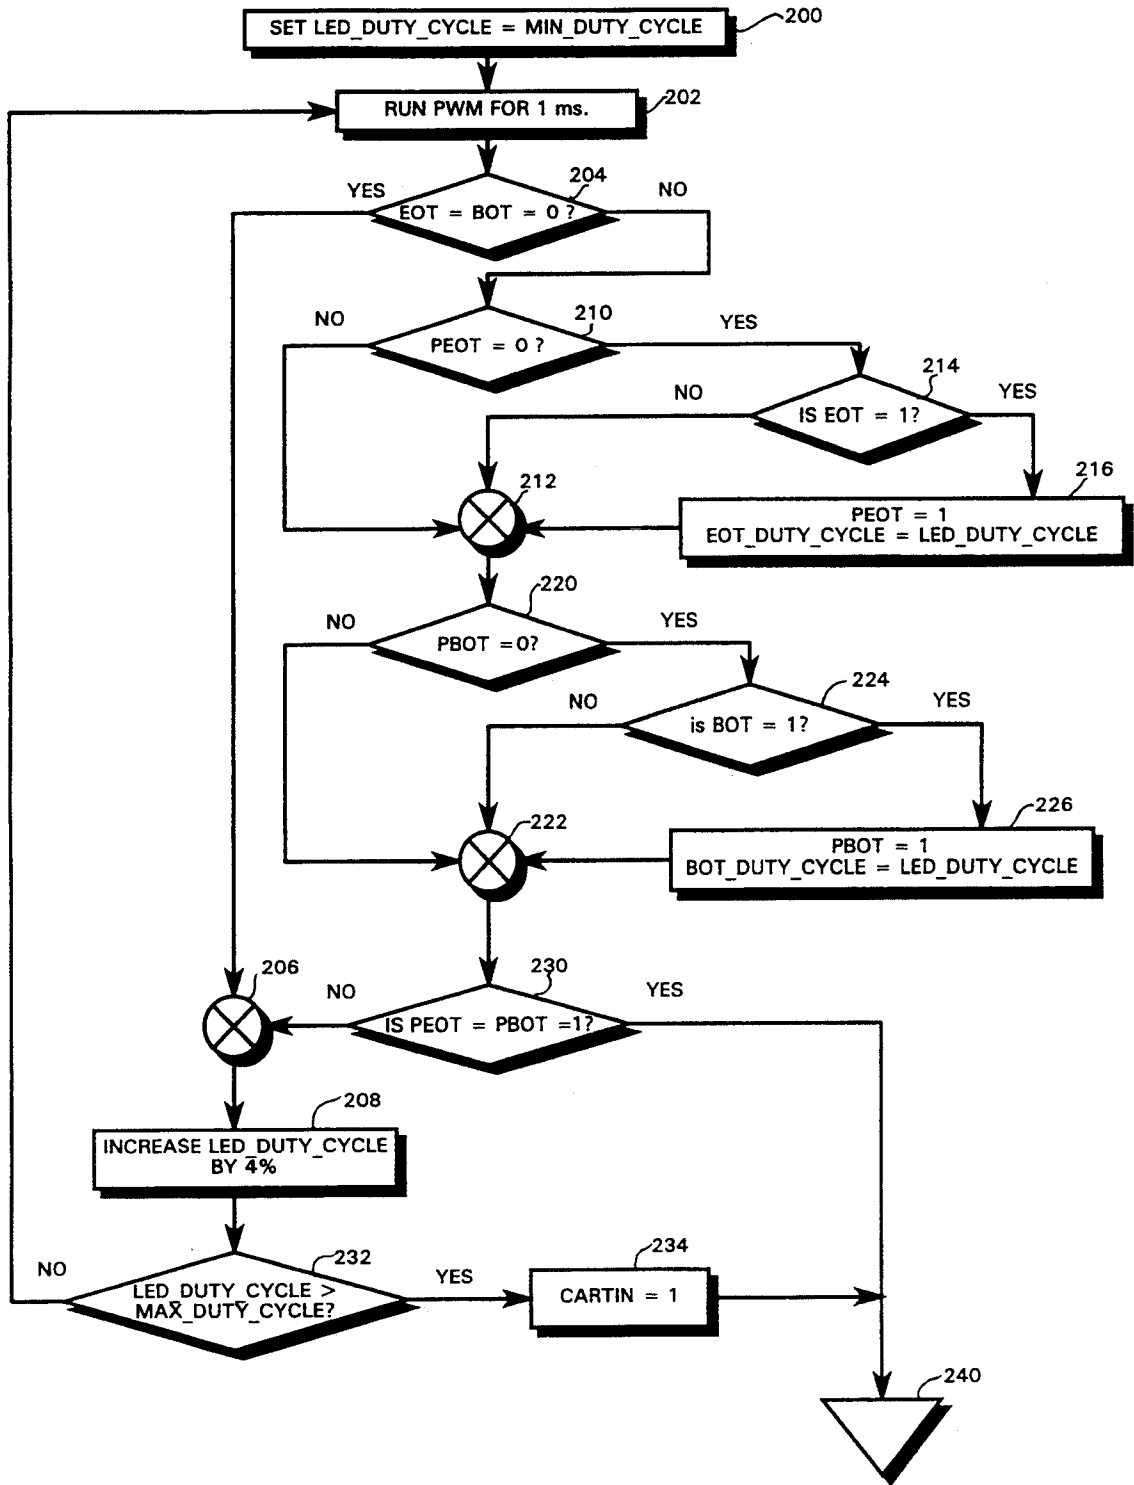 SET LED_DUTY_CYCLE = MIN_DUTY_CYCLE
200
RUN PWM FOR 1 ms.
202
YES
204
NO
EOT = BOT = 0 ?
NO
210
YES
PEOT = 0 ?
NO
214
YES
IS EOT = 1?
212
216
PEOT = 1
EOT_DUTY_CYCLE = LED_DUTY_CYCLE
220
NO
YES
PBOT =0?
NO
224
YES
is BOT = 1?
222
226
PBOT = 1
BOT_DUTY_CYCLE = LED_DUTY_CYCLE
206
NO
230
YES
IS PEOT = PBOT =1?
208
INCREASE LED_DUTY_CYCLE
BY 4%
NO
232
YES
234
LED_DUTY_CYCLE >
MAX_DUTY_CYCLE?
CARTIN = 1
240